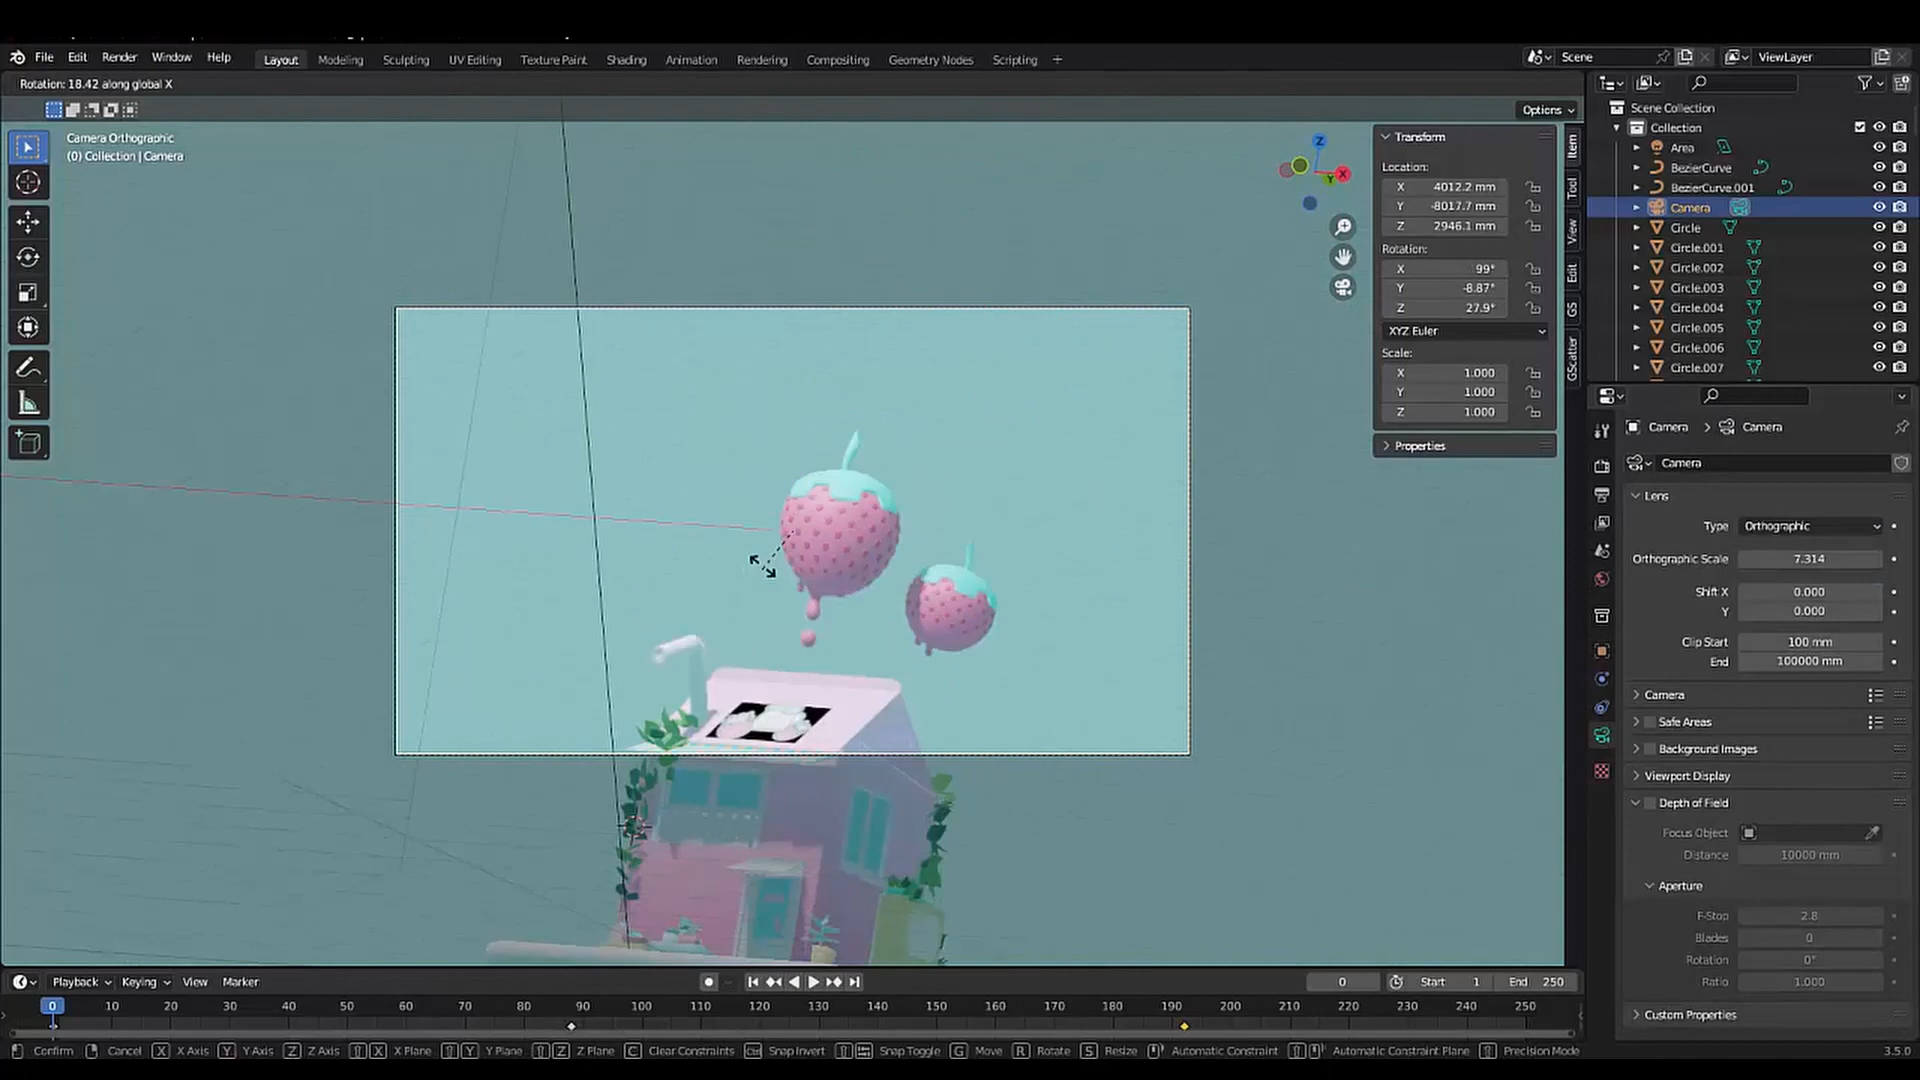 File Edit Render Window Help Layout Modeling Sculpting UV Editing Texture Paint Shading Animation Rendering Compositing Geometry Nodes Scripting + Scene ViewLayer
Rotation: 18.42 along global X
Options
Camera Orthographic
(0) Collection | Camera
Z
X
Y
Transform
Location:
X 4012.2 mm
Y -8017.7 mm
Z 2946.1 mm
Rotation:
X 99°
Y -8.87°
Z 27.9°
XYZ Euler
Scale:
X 1.000
Y 1.000
Z 1.000
Properties
Item
Tool
View
Edit
GS
GScatter
Scene Collection
Collection
Area
BezierCurve
BezierCurve.001
Camera
Circle
Circle.001
Circle.002
Circle.003
Circle.004
Circle.005
Circle.006
Circle.007
Camera > Camera
Camera
Lens
Type Orthographic
Orthographic Scale 7.314
Shift X 0.000
Y 0.000
Clip Start 100 mm
End 100000 mm
Camera
Safe Areas
Background Images
Viewport Display
Depth of Field
Focus Object
Distance 10000 mm
Aperture
F-Stop 2.8
Blades 0
Rotation 0°
Ratio 1.000
Custom Properties
Playback Keying View Marker 0 Start 1 End 250
0 10 20 30 40 50 60 70 80 90 100 110 120 130 140 150 160 170 180 190 200 210 220 230 240 250
Confirm Cancel X X Axis Y Y Axis Z Z Axis X X Plane Y Y Plane Z Z Plane C Clear Constraints Ctrl Snap Invert Snap Toggle G Move R Rotate S Resize Automatic Constraint Automatic Constraint Plane Precision Mode 3.5.0